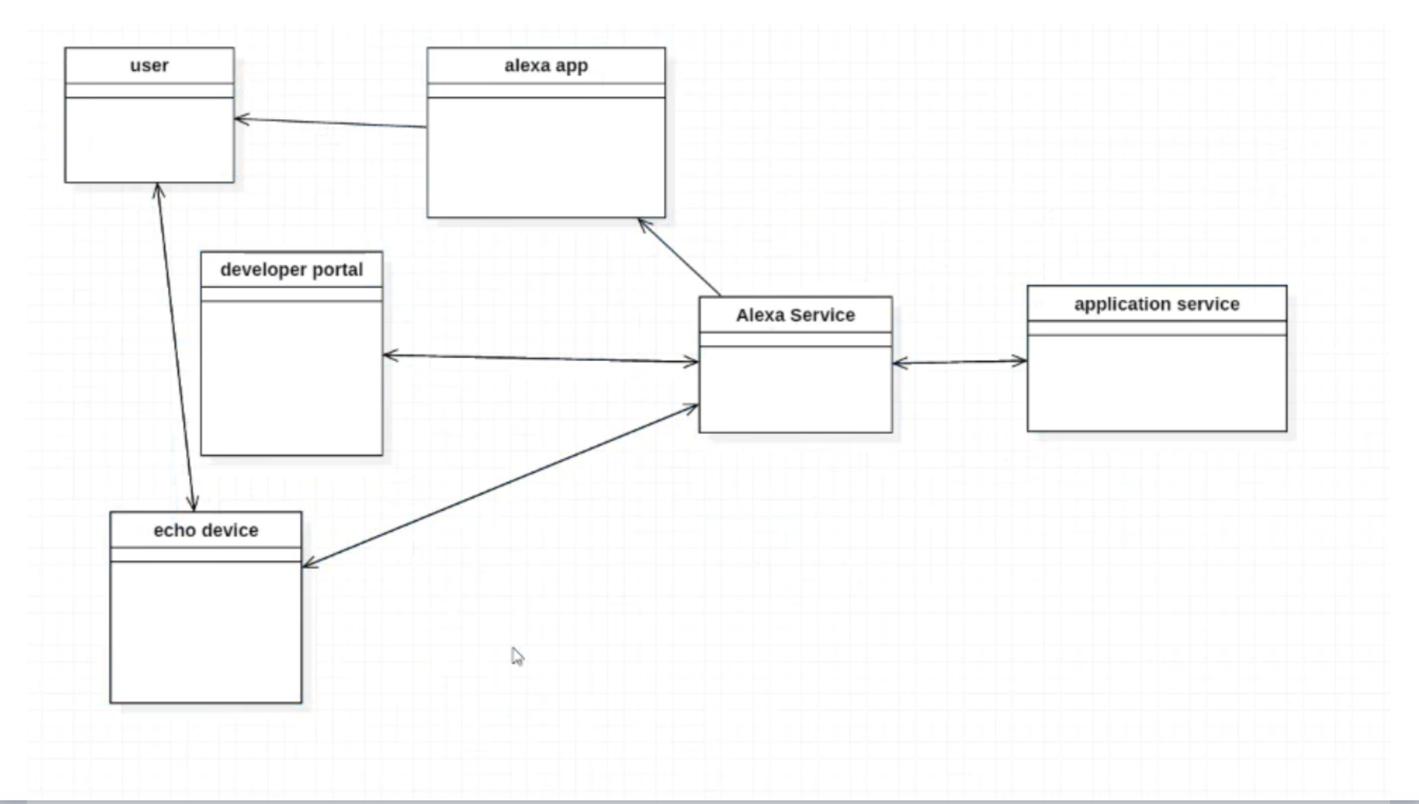 user
alexa app
developer portal
Alexa Service
application service
echo device